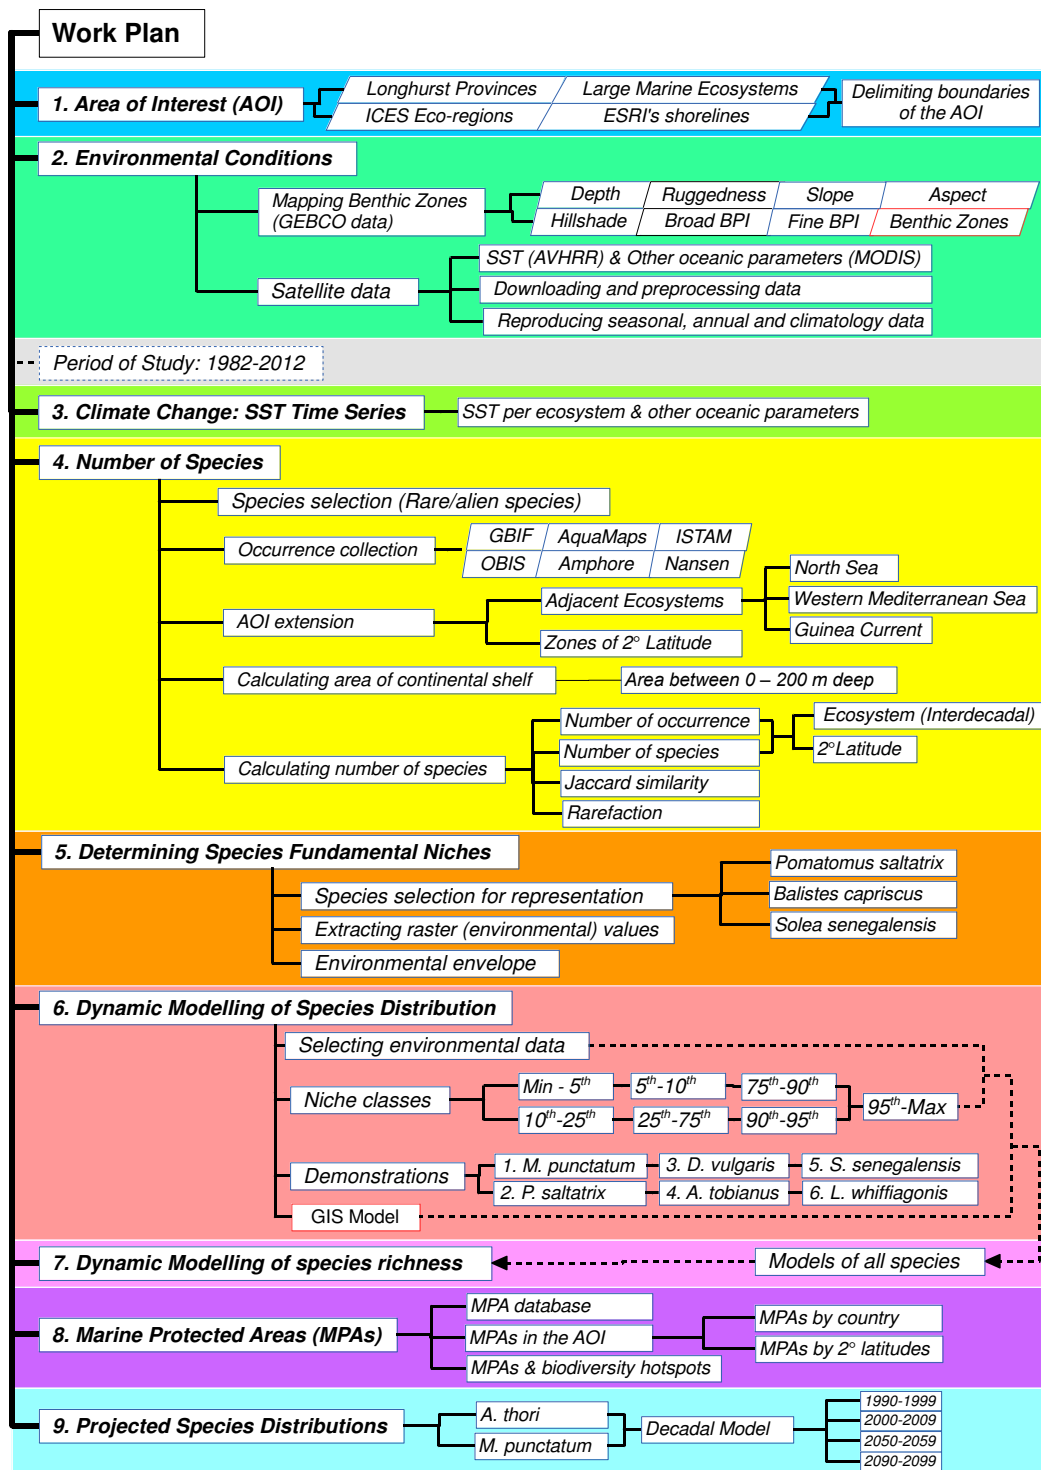 Work Plan
1. Area of Interest (AOI)
Longhurst Provinces
Large Marine Ecosystems
ICES Eco-regions
ESRI's shorelines
Delimiting boundaries
of the AOI
2. Environmental Conditions
Mapping Benthic Zones
(GEBCO data)
Depth
Ruggedness
Slope
Aspect
Hillshade
Broad BPI
Fine BPI
Benthic Zones
Satellite data
SST (AVHRR) & Other oceanic parameters (MODIS)
Downloading and preprocessing data
Reproducing seasonal, annual and climatology data
Period of Study: 1982-2012
3. Climate Change: SST Time Series
SST per ecosystem & other oceanic parameters
4. Number of Species
Species selection (Rare/alien species)
Occurrence collection
GBIF
AquaMaps
ISTAM
OBIS
Amphore
Nansen
AOI extension
Adjacent Ecosystems
North Sea
Western Mediterranean Sea
Guinea Current
Zones of 2° Latitude
Calculating area of continental shelf
Area between 0 – 200 m deep
Calculating number of species
Number of occurrence
Number of species
Ecosystem (Interdecadal)
2°Latitude
Jaccard similarity
Rarefaction
5. Determining Species Fundamental Niches
Species selection for representation
Pomatomus saltatrix
Balistes capriscus
Solea senegalensis
Extracting raster (environmental) values
Environmental envelope
6. Dynamic Modelling of Species Distribution
Selecting environmental data
Niche classes
Min - 5th
5th-10th
75th-90th
10th-25th
25th-75th
90th-95th
95th-Max
Demonstrations
1. M. punctatum
3. D. vulgaris
5. S. senegalensis
2. P. saltatrix
4. A. tobianus
6. L. whiffiagonis
GIS Model
7. Dynamic Modelling of species richness
Models of all species
8. Marine Protected Areas (MPAs)
MPA database
MPAs in the AOI
MPAs by country
MPAs by 2° latitudes
MPAs & biodiversity hotspots
9. Projected Species Distributions
A. thori
M. punctatum
Decadal Model
1990-1999
2000-2009
2050-2059
2090-2099